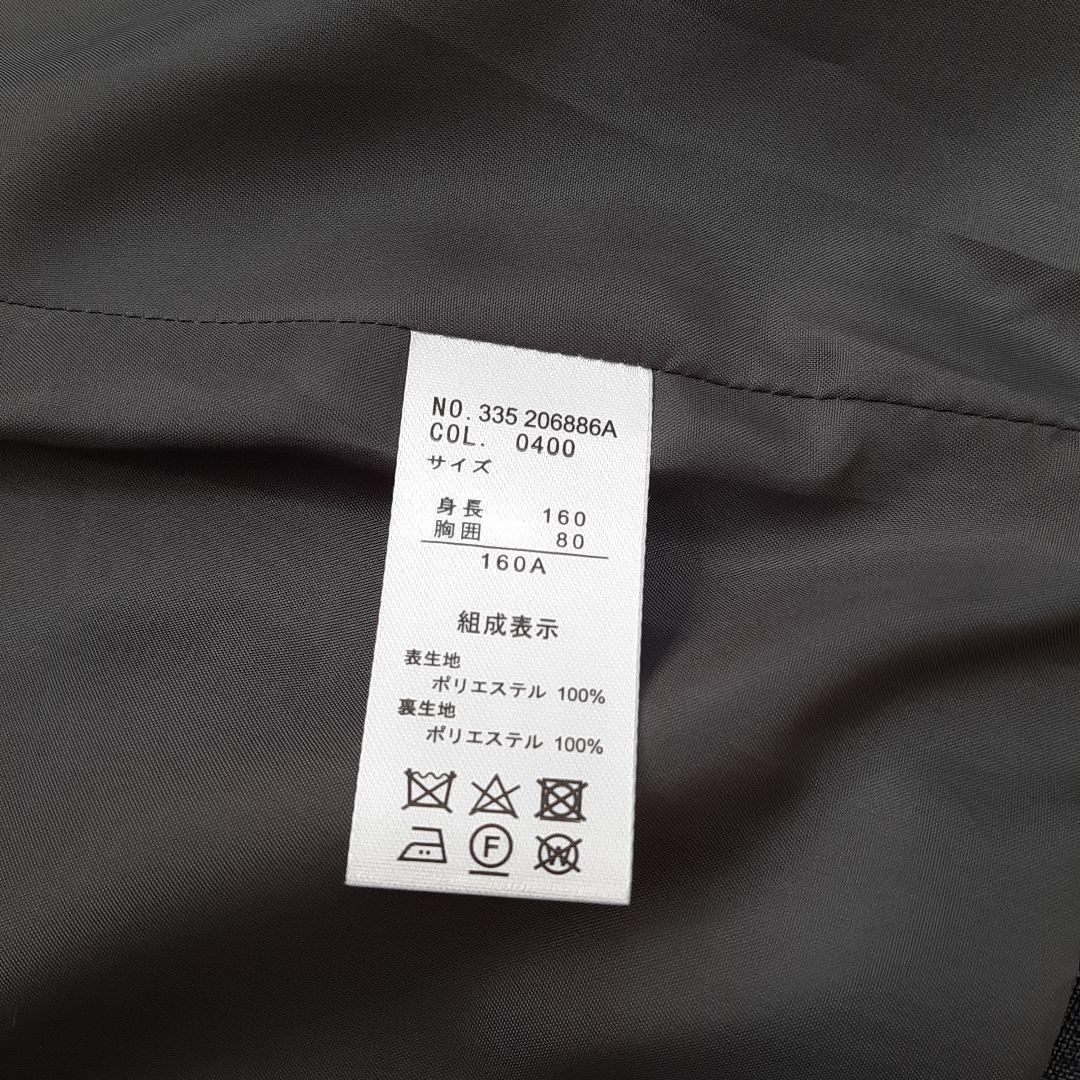 NO. 335 206886A
COL. 0400
サイズ
身長 160
胸囲 80
160A
組成表示
表生地
ポリエステル 100%
裏生地
ポリエステル 100%
F W